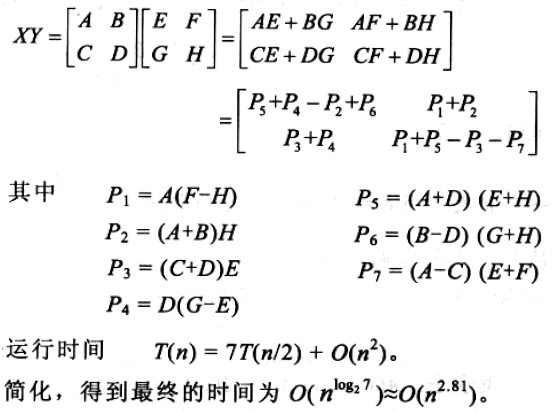 XY = [A B; C D] [E F; G H] = [AE + BG AF + BH; CE + DG CF + DH]
= [P₅+P₄ − P₂+P₆ P₁+P₂; P₃+P₄ P₁+P₅ − P₃ − P₇]
其中 P₁ = A(F−H) P₅ = (A+D) (E+H)
P₂ = (A+B)H P₆ = (B−D) (G+H)
P₃ = (C+D)E P₇ = (A−C) (E+F)
P₄ = D(G−E)
运行时间 T(n) = 7T(n/2) + O(n²)。
简化，得到最终的时间为 O(n^{log₂ 7})≈O(n^{2.81})。